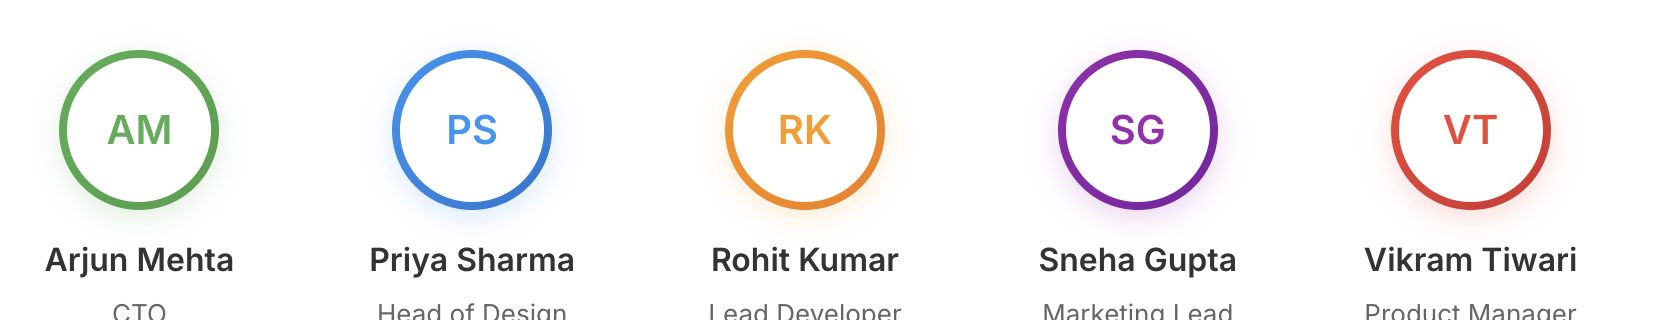 AM PS RK SG VT
Arjun Mehta Priya Sharma Rohit Kumar Sneha Gupta Vikram Tiwari
CTO Head of Design Lead Developer Marketing Lead Product Manager